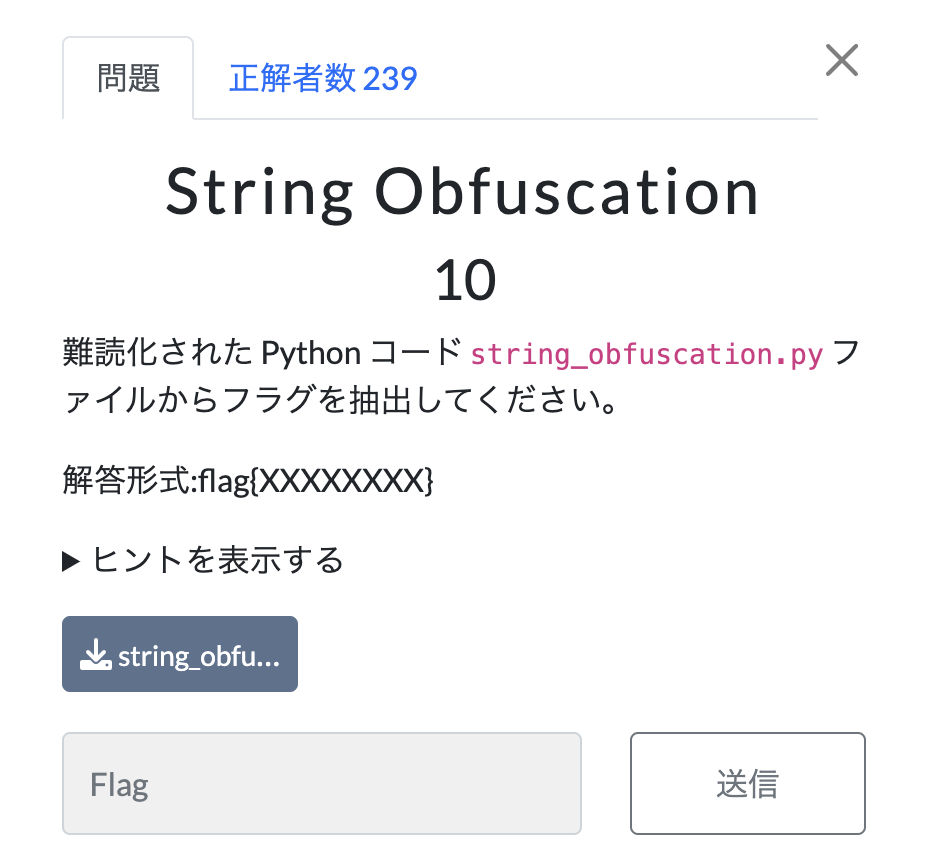 問題
正解者数 239
String Obfuscation
10
難読化された Python コード string_obfuscation.py フ
ァイルからフラグを抽出してください。
解答形式:flag{XXXXXXXX}
▶ ヒントを表示する
string_obfu...
Flag
送信